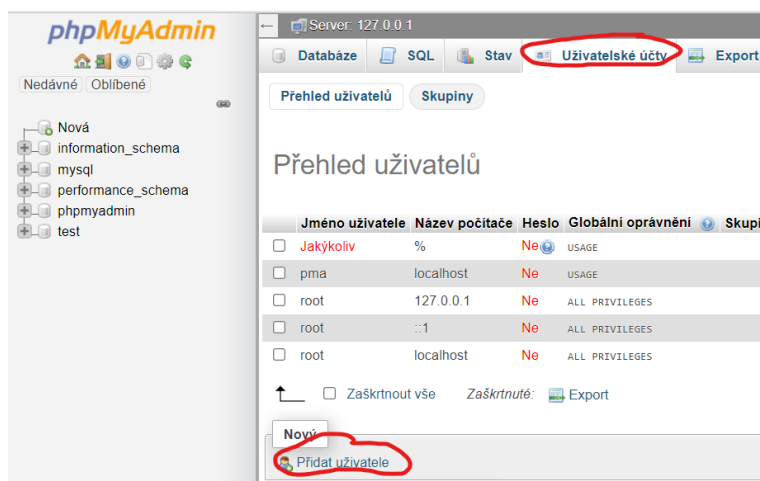 phpMyAdmin
Nedávné Oblíbené
Nová
information_schema
mysql
performance_schema
phpmyadmin
test
← Server: 127.0.0.1
Databáze SQL Stav Uživatelské účty Export
Přehled uživatelů Skupiny
Přehled uživatelů
Jméno uživatele Název počítače Heslo Globální oprávnění Skupi
Jakýkoliv % Ne USAGE
pma localhost Ne USAGE
root 127.0.0.1 Ne ALL PRIVILEGES
root ::1 Ne ALL PRIVILEGES
root localhost Ne ALL PRIVILEGES
Zaškrtnout vše Zaškrtnuté: Export
Nový
Přidat uživatele